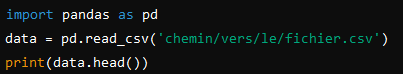 import pandas as pd
data = pd.read_csv('chemin/vers/le/fichier.csv')
print(data.head())